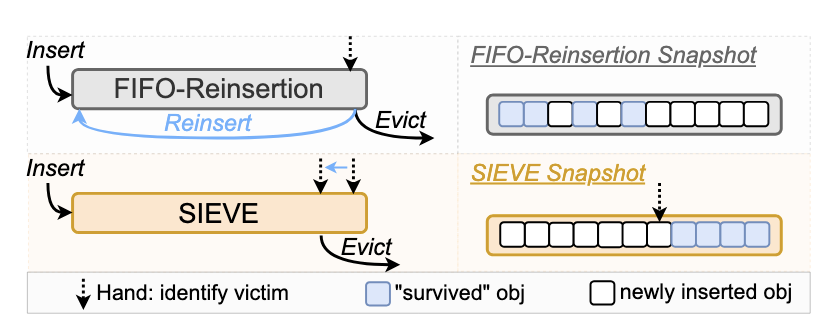 Insert
FIFO-Reinsertion
Reinsert
Evict
FIFO-Reinsertion Snapshot
Insert
SIEVE
Evict
SIEVE Snapshot
Hand: identify victim
"survived" obj
newly inserted obj